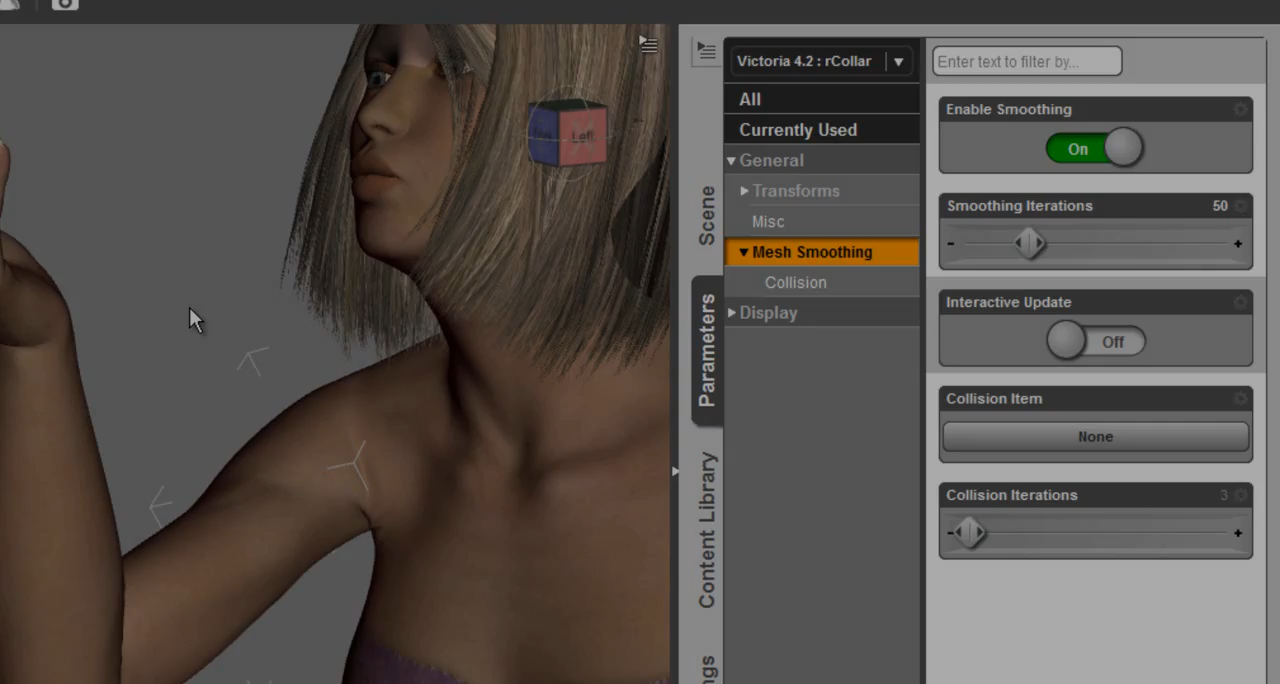 Left
Scene
Parameters
Content Library
ngs
Victoria 4.2 : rCollar
All
Currently Used
General
Transforms
Misc
Mesh Smoothing
Collision
Display
Enter text to filter by...
Enable Smoothing
On
Smoothing Iterations 50
- +
Interactive Update
Off
Collision Item
None
Collision Iterations 3
- +